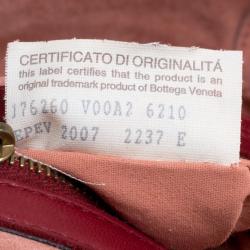 CERTIFICATO DI ORIGINALITÁ
this label certifies that the product is an
original trademark product of Bottega Veneta
176260 V00A2 6210
EPEV 2007 2237 E